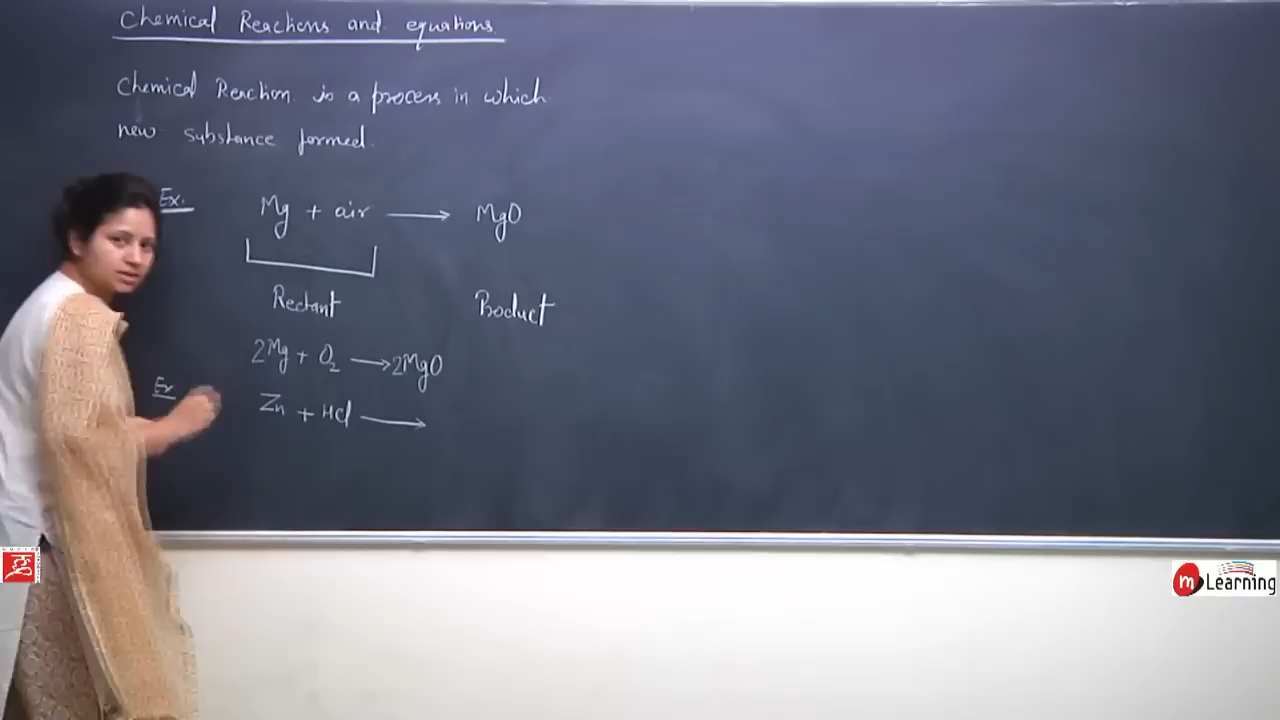 Chemical Reactions and equations.
Chemical Reaction is a process in which
new substance formed.
Ex.
Mg + air ⟶ MgO
Rectant Product
2Mg + O₂ ⟶ 2MgO
Ex
Zn + HCl ⟶
m Learning